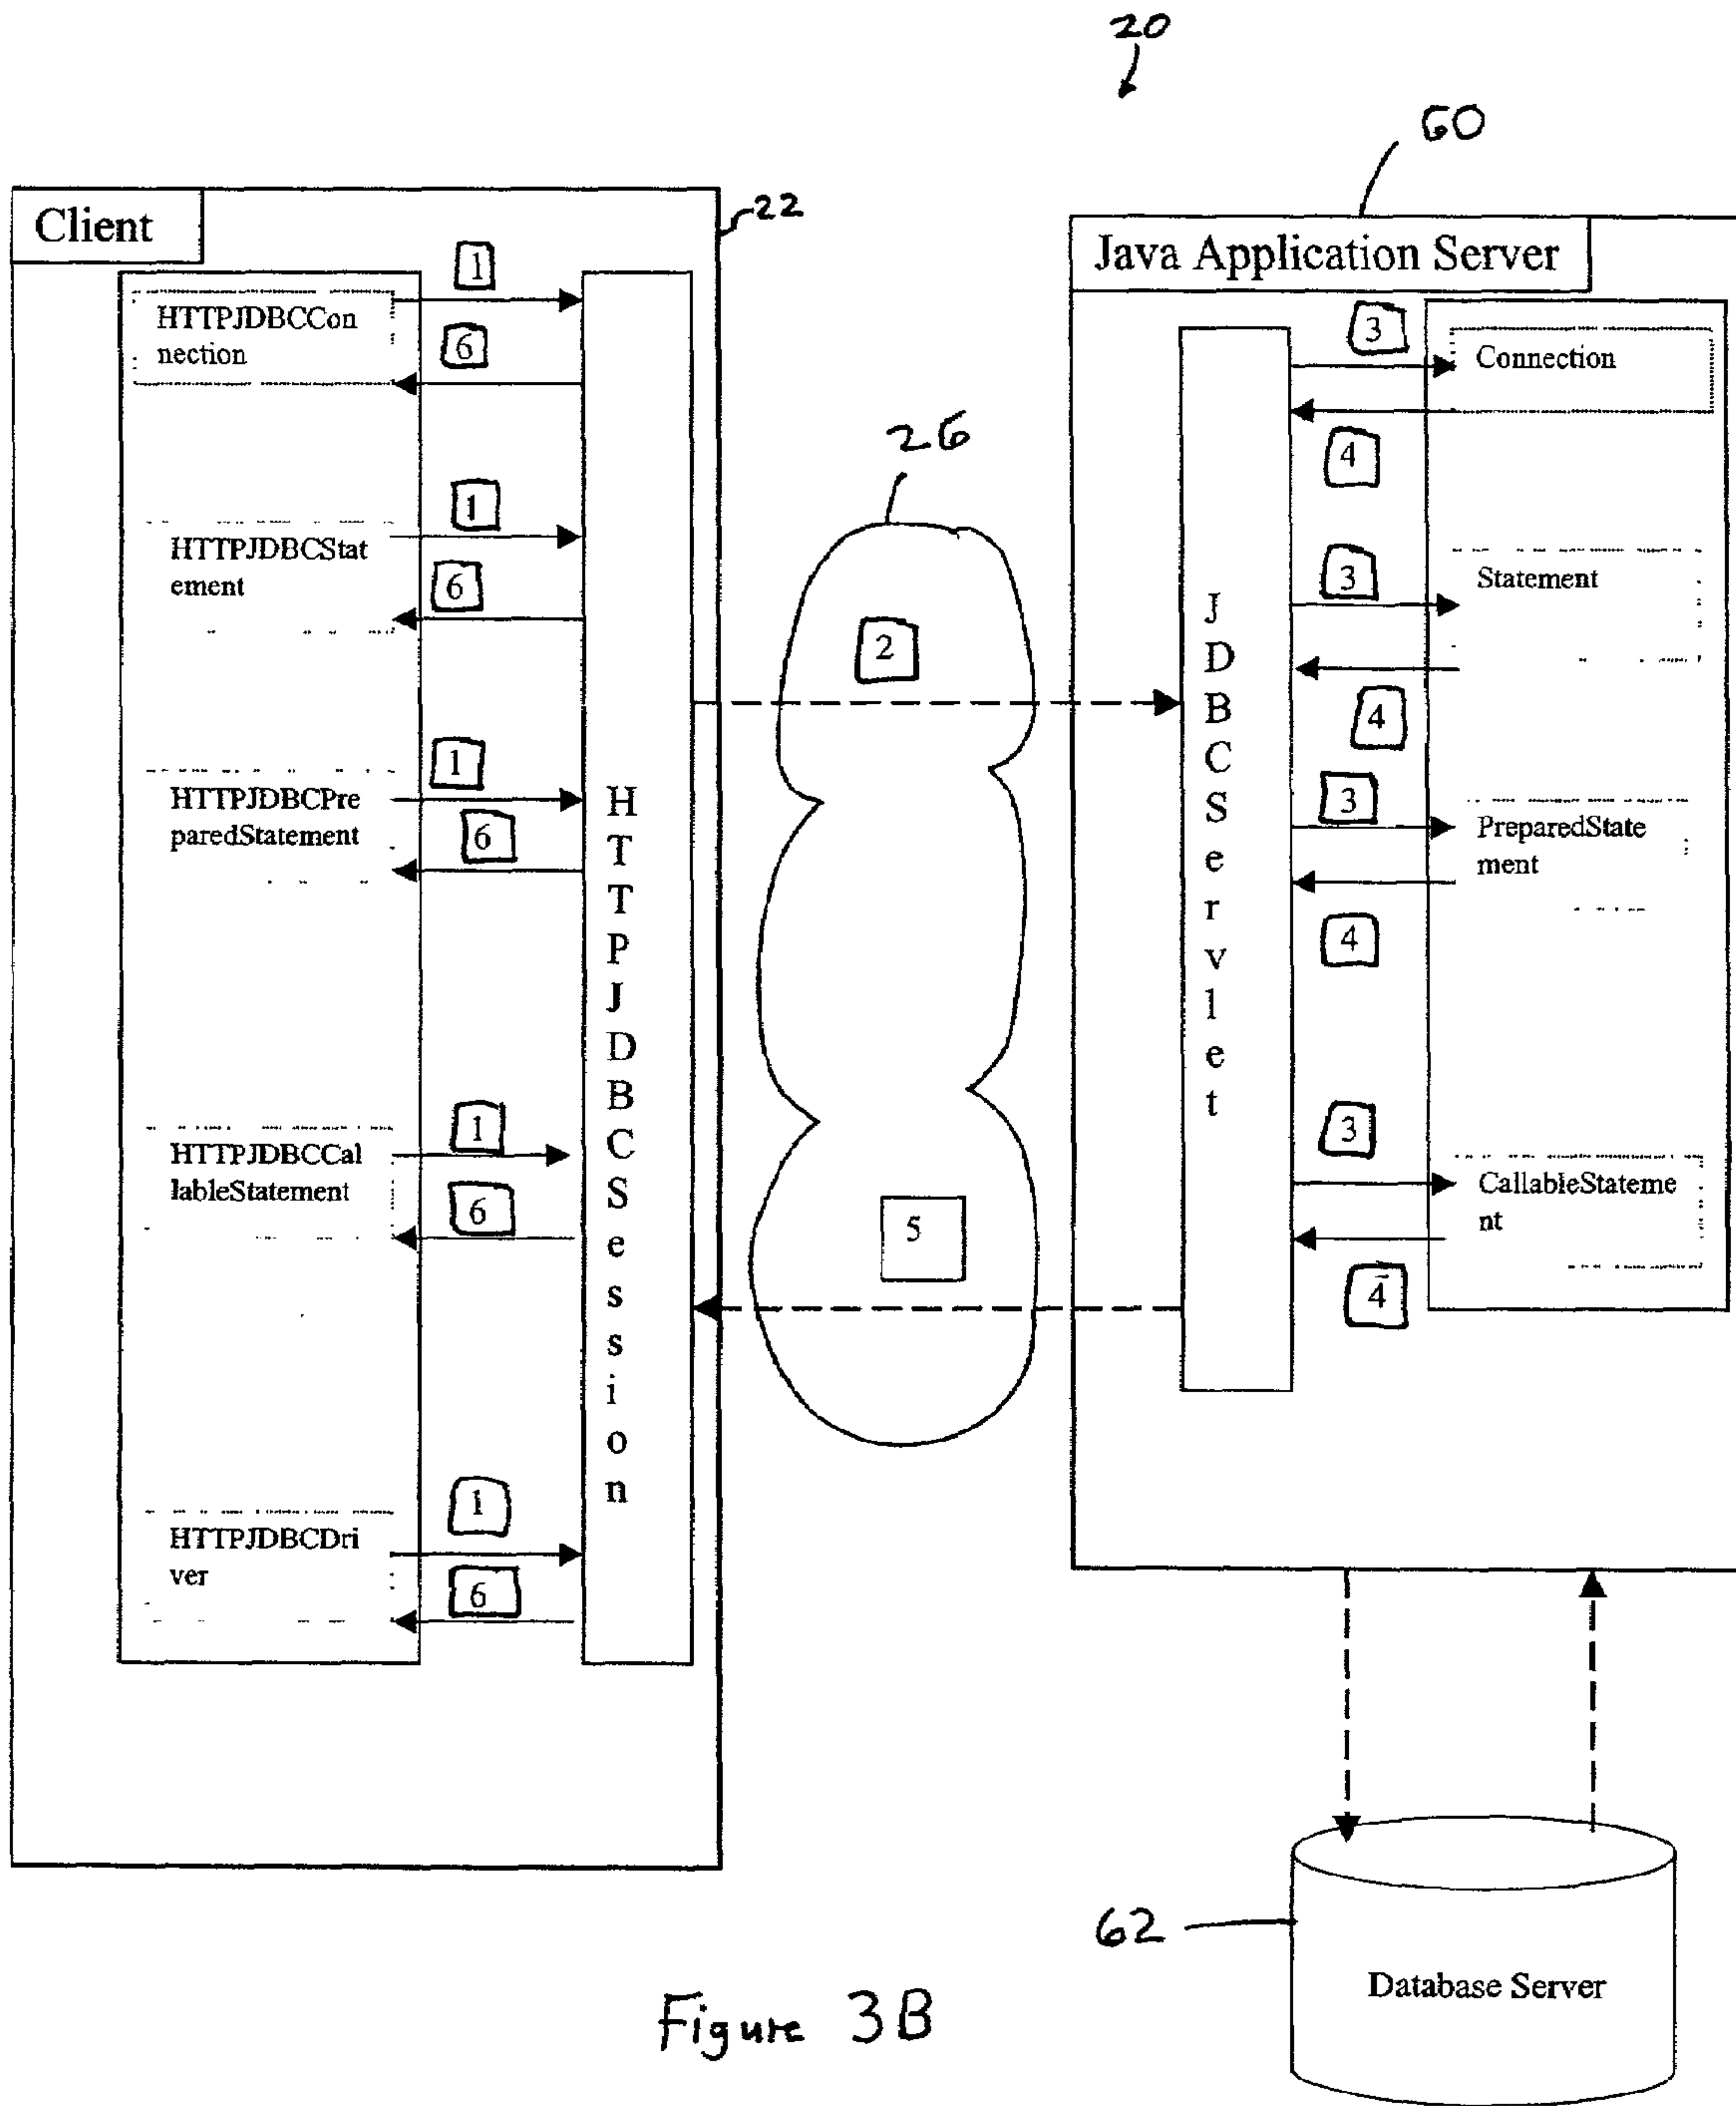 20
60
Client
22
Java Application Server
HTTPJDBCCon
nection
1
6
HTTPJDBCStat
ement
1
6
HTTPJDBCPre
paredStatement
1
6
HTTPJDBCCal
lableStatement
1
6
HTTPJDBCDri
ver
1
6
H
T
T
P
J
D
B
C
S
e
s
s
i
o
n
26
2
5
J
D
B
C
S
e
r
v
l
e
t
3
Connection
4
3
Statement
4
3
PreparedState
ment
4
3
CallableStateme
nt
4
62
Database Server
Figure 3B